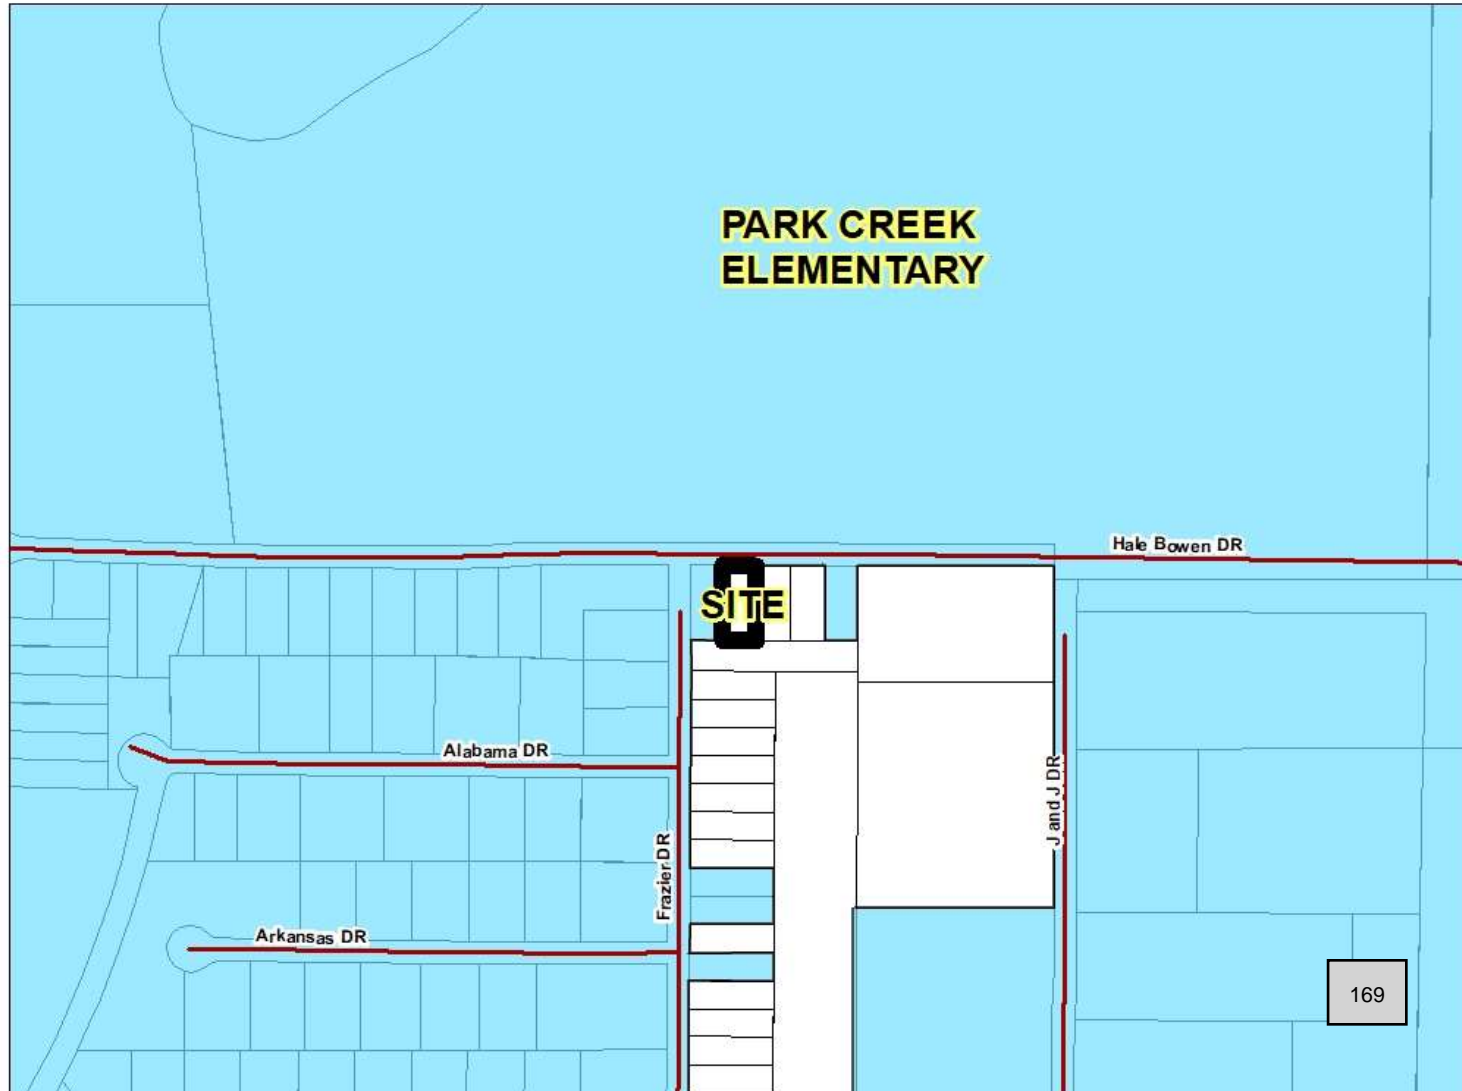 PARK CREEK
ELEMENTARY
Hale Bowen DR
SITE
Alabama DR
J and J DR
Frazier DR
Arkansas DR
169